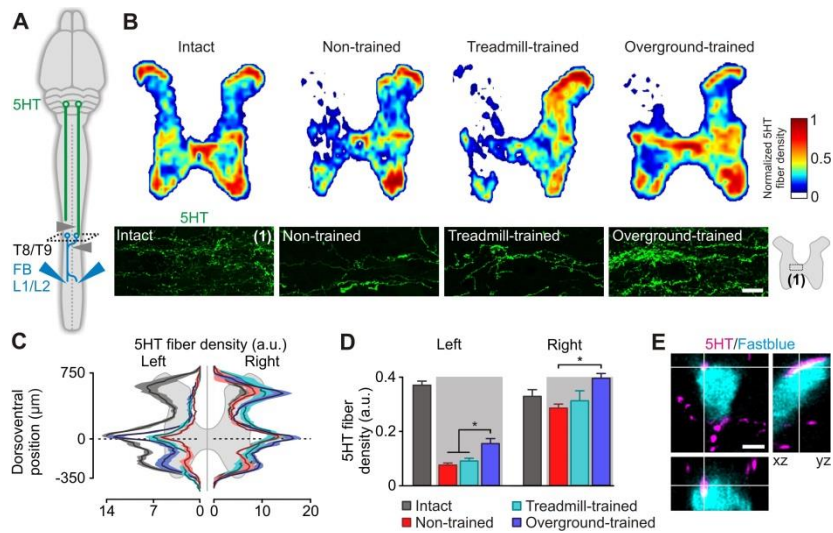 A
5HT
T8/T9
FB
L1/L2
B
Intact
Non-trained
Treadmill-trained
Overground-trained
Normalized 5HT
fiber density
1
0.5
0
5HT
Intact
(1)
Non-trained
Treadmill-trained
Overground-trained
(1)
C
5HT fiber density (a.u.)
Left
Right
Dorsoventral
position (µm)
750
0
-350
14
7
0
0
10
20
D
Left
Right
5HT fiber
density (a.u.)
0.4
0.2
0
*
*
Intact
Non-trained
Treadmill-trained
Overground-trained
E
5HT/Fastblue
xz
yz